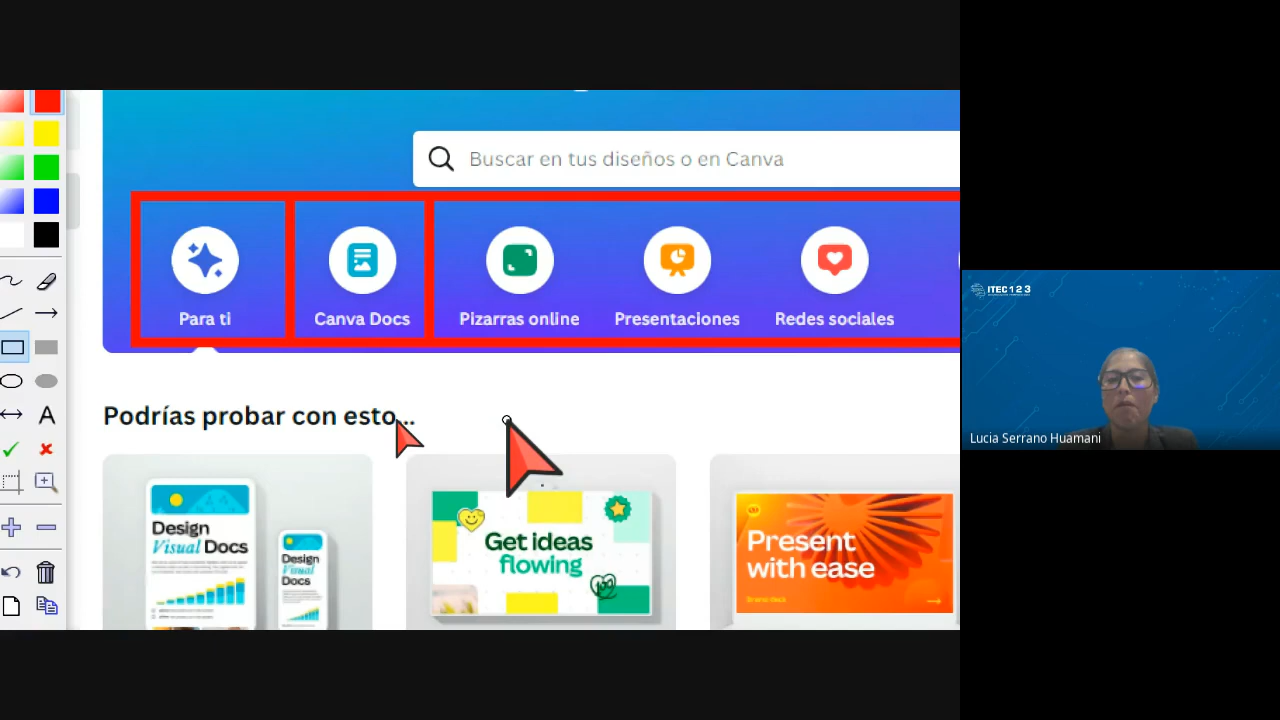 Buscar en tus diseños o en Canva
Para ti
Canva Docs
Pizarras online
Presentaciones
Redes sociales
Podrías probar con esto...
Design
Visual Docs
Design
Visual
Docs
Get ideas
flowing
100
Present
with ease
A
ITEC 1 2 3
Lucia Serrano Huamani